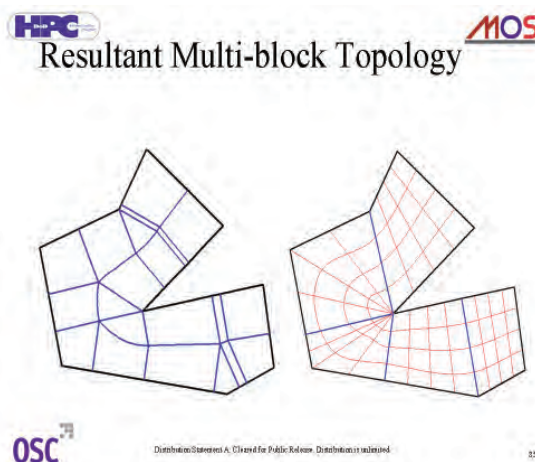 HPC
MOS
Resultant Multi-block Topology
OSC
Distribution Statement A: Cleared for Public Release. Distribution is unlimited.